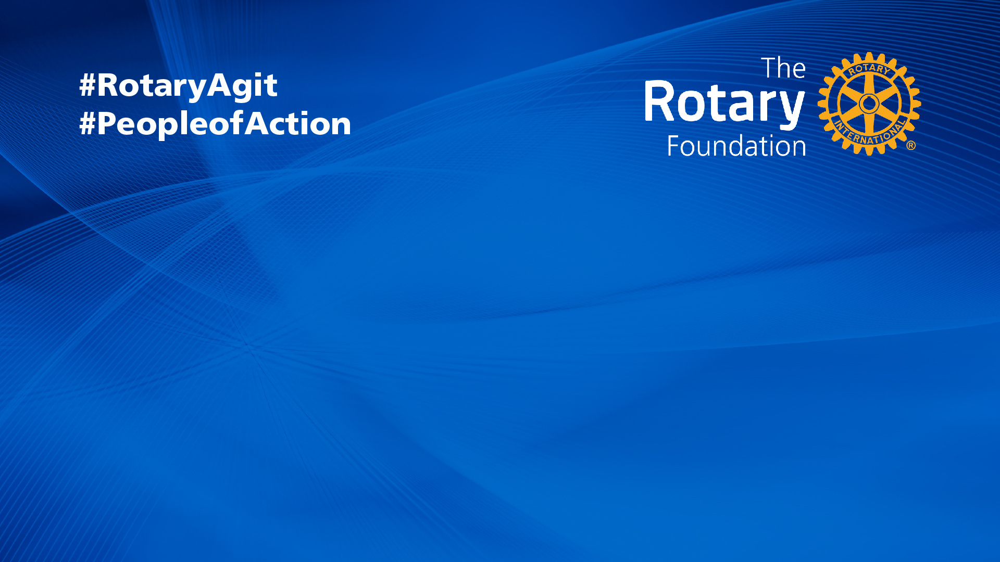 #RotaryAgit
#PeopleofAction
The
Rotary
Foundation
ROTARY
INTERNATIONAL
®